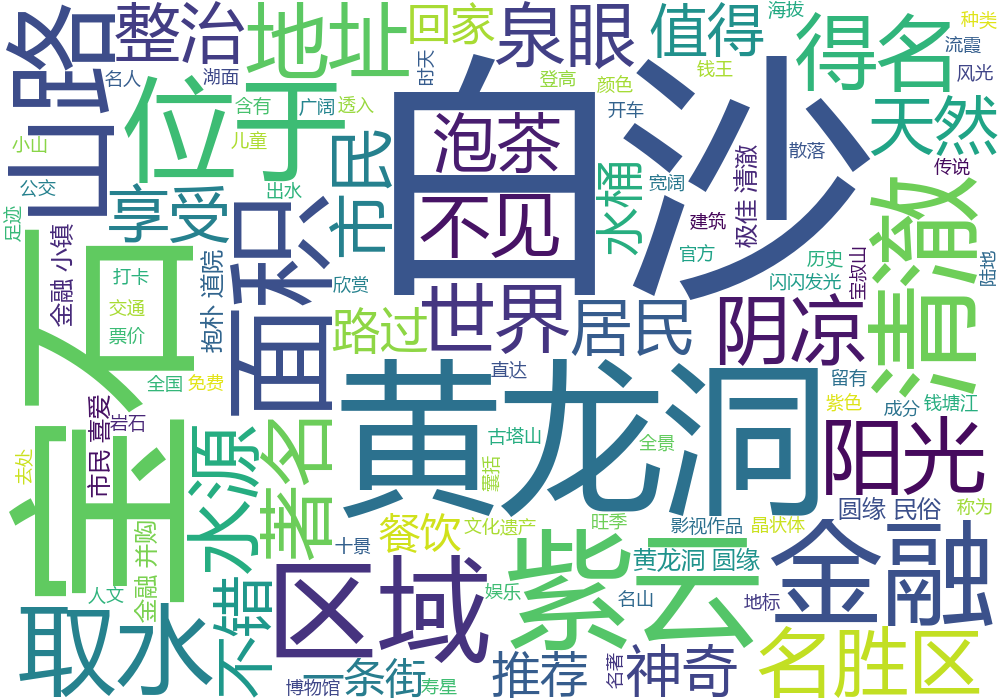 山路
整治
地址
回家
泉眼
值得
海拔
得名
种类
流霞
风光
名人
湖面
时天
登高
颜色
钱王
位于
含有
广阔
透入
开车
天然
儿童
小山
公交
白沙
泡茶
不见
市民
享受
出水
水桶
宽阔
极佳 清澈
散落
传说
清澈
足迹
面积
建筑
官方
历史
闪闪发光
宝叔山
陆地
金融 小镇
抱朴 道院
打卡
交通
票价
欣赏
世界
居民
阴凉
宝石
路过
直达
全国
免费
黄龙洞
留有
紫色
成分
钱塘江
市民 喜爱
岩石
水源
著名
古塔山
全景
阳光
去处
囊括
圆缘 民俗
称为
金融 并购
餐饮
文化遗产
旺季
影视作品
晶状体
十景
紫云
黄龙洞 圆缘
金融
人文
不错
区域
娱乐
名山
地标
取水
名胜区
博物馆
一条街
寿星
推荐
名著
神奇